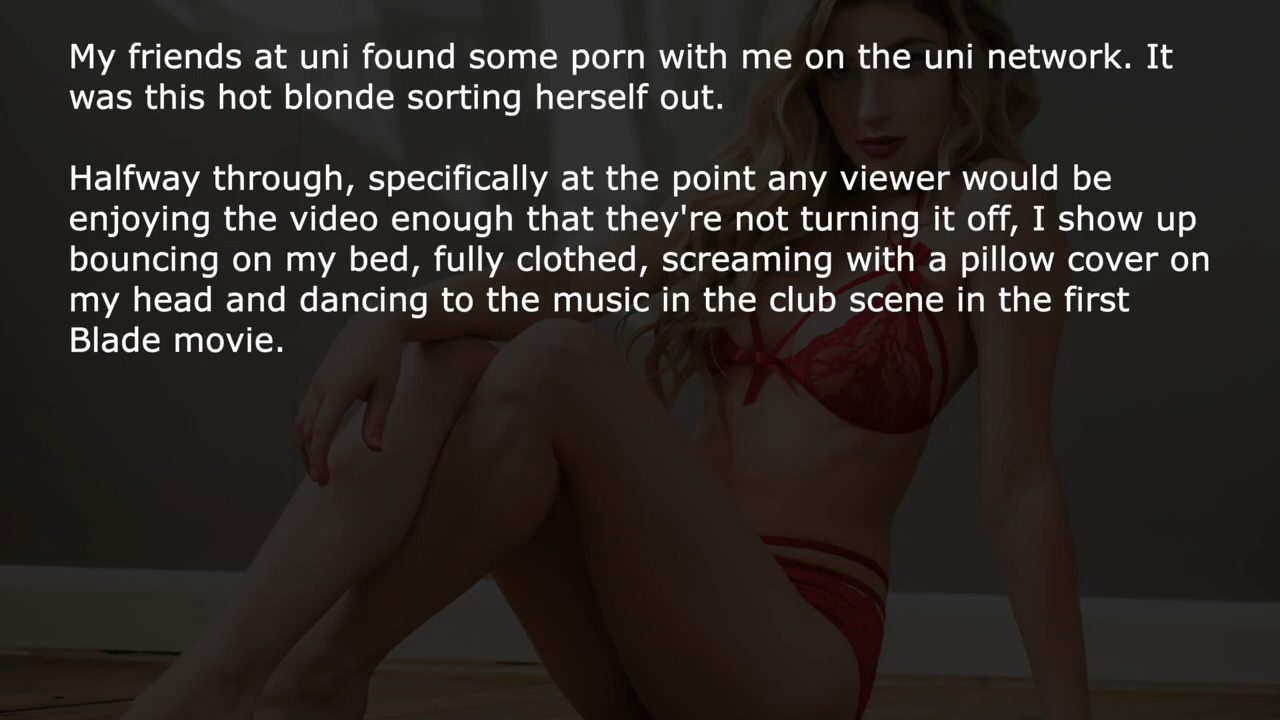 My friends at uni found some porn with me on the uni network. It
was this hot blonde sorting herself out.
Halfway through, specifically at the point any viewer would be
enjoying the video enough that they're not turning it off, I show up
bouncing on my bed, fully clothed, screaming with a pillow cover on
my head and dancing to the music in the club scene in the first
Blade movie.